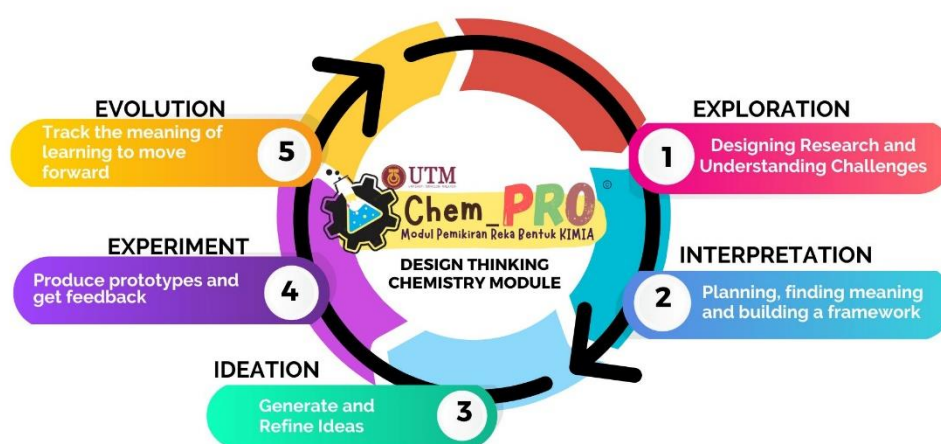 EXPLORATION
1
Designing Research and
Understanding Challenges
INTERPRETATION
2
Planning, finding meaning
and building a framework
IDEATION
3
Generate and
Refine Ideas
EXPERIMENT
4
Produce prototypes and
get feedback
EVOLUTION
5
Track the meaning of
learning to move
forward
UTM
Chem_PRO
©
Modul Pemikiran Reka Bentuk KIMIA
DESIGN THINKING
CHEMISTRY MODULE